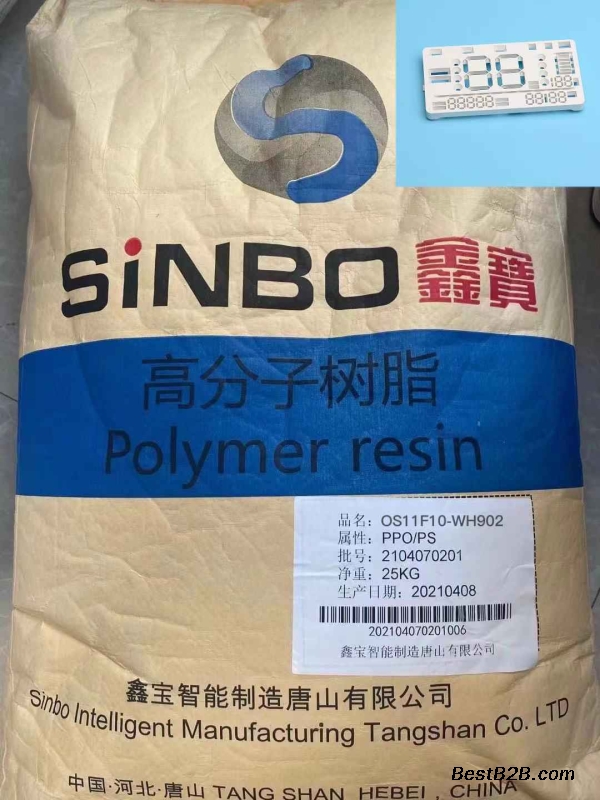 SiNBO 鑫寶
高分子树脂
Polymer resin
品名: OS11F10-WH902
属性: PPO/PS
批号: 2104070201
净重: 25KG
生产日期: 20210408
202104070201006
鑫宝智能制造唐山有限公司
鑫宝智能制造唐山有限公司
Sinbo Intelligent Manufacturing Tangshan Co. LTD
中国·河北·唐山 TANG SHAN HEBEI , CHINA
BestB2B.com